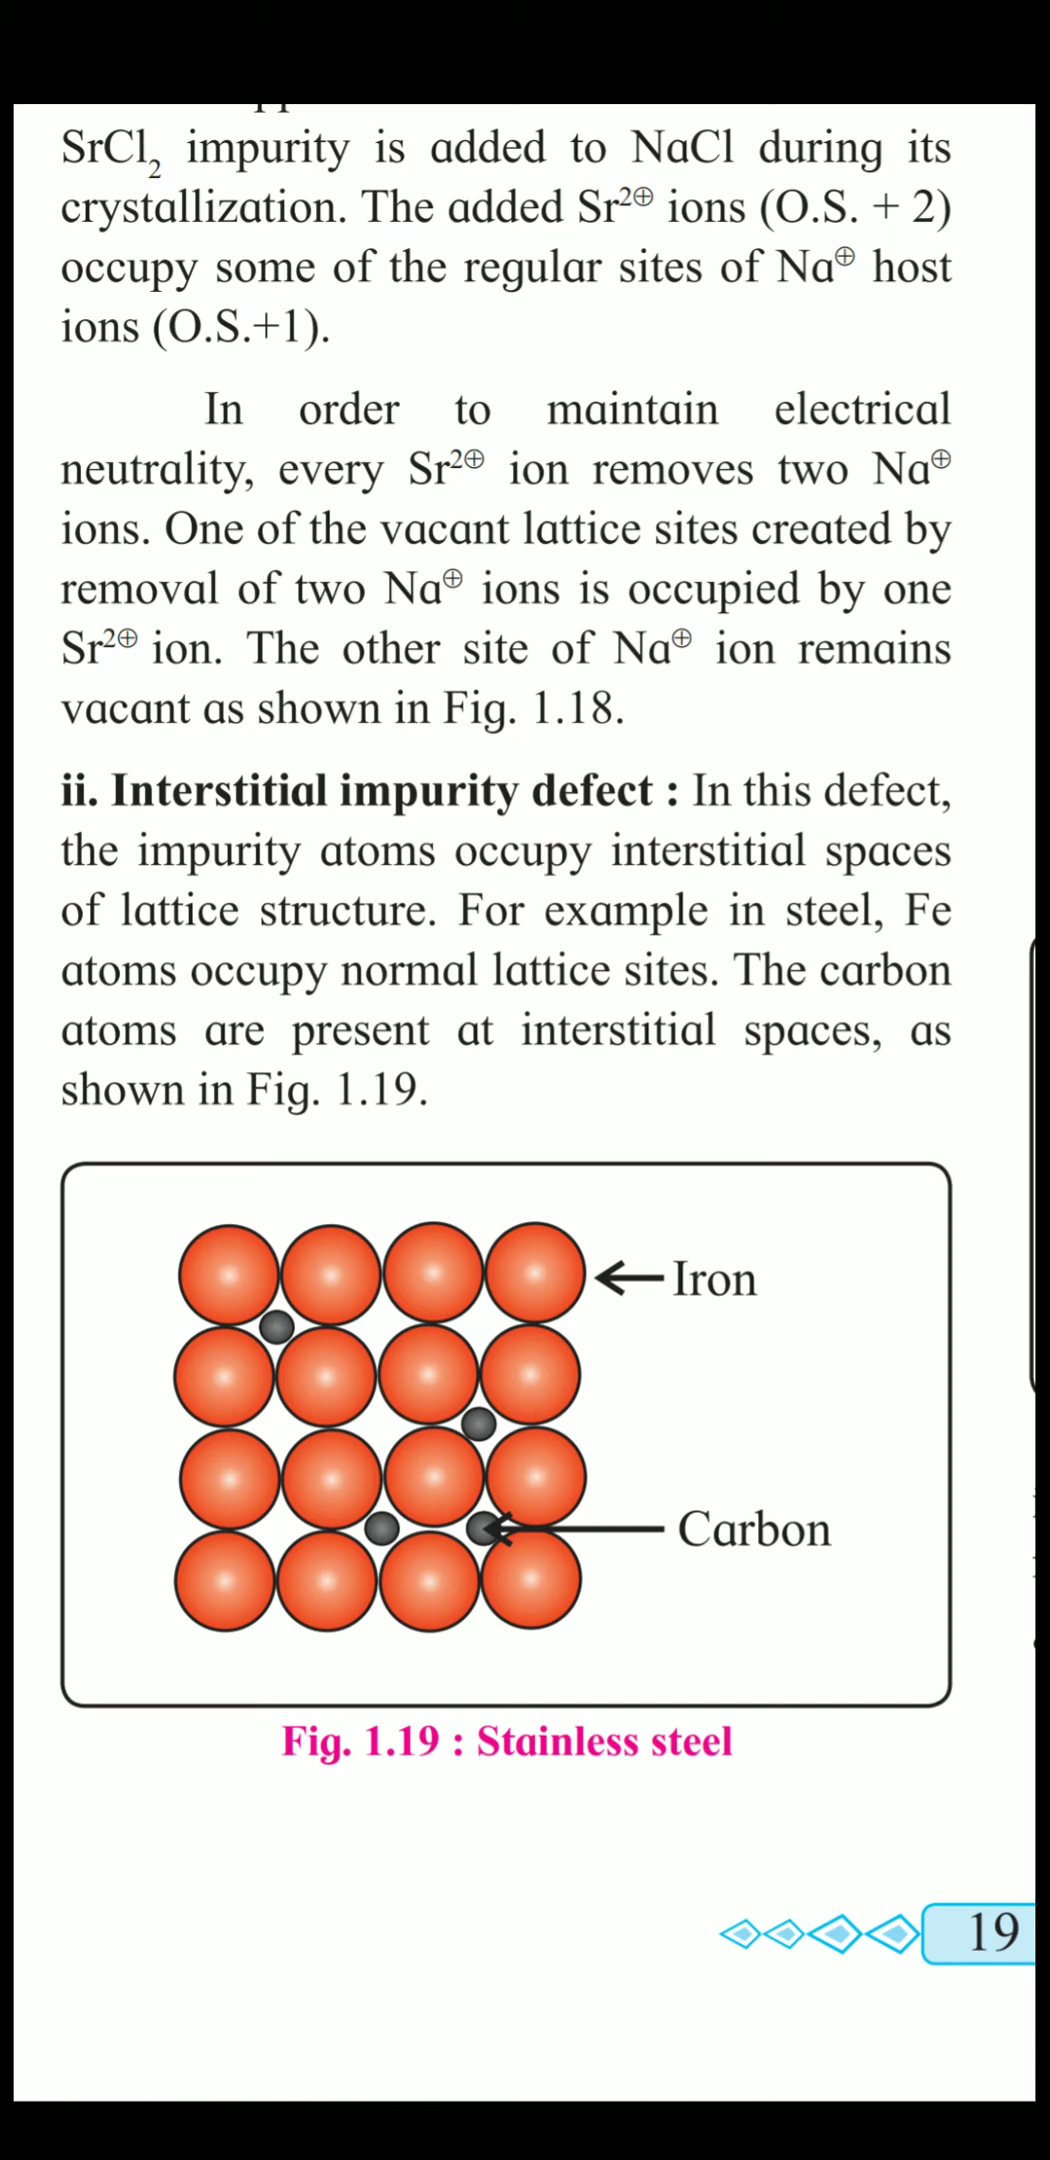 SrCl₂ impurity is added to NaCl during its
crystallization. The added Sr²⊕ ions (O.S. + 2)
occupy some of the regular sites of Na⊕ host
ions (O.S.+1).
In order to maintain electrical
neutrality, every Sr²⊕ ion removes two Na⊕
ions. One of the vacant lattice sites created by
removal of two Na⊕ ions is occupied by one
Sr²⊕ ion. The other site of Na⊕ ion remains
vacant as shown in Fig. 1.18.
ii. Interstitial impurity defect : In this defect,
the impurity atoms occupy interstitial spaces
of lattice structure. For example in steel, Fe
atoms occupy normal lattice sites. The carbon
atoms are present at interstitial spaces, as
shown in Fig. 1.19.
Iron
Carbon
Fig. 1.19 : Stainless steel
19